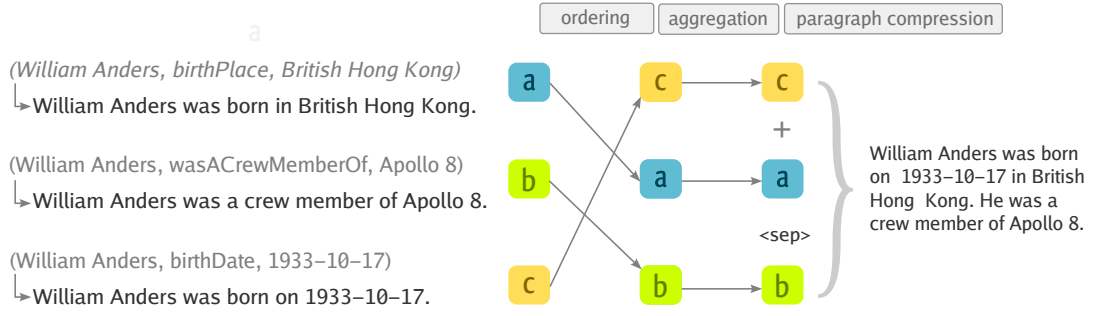 ordering
aggregation
paragraph compression
a
(William Anders, birthPlace, British Hong Kong)
William Anders was born in British Hong Kong.
(William Anders, wasACrewMemberOf, Apollo 8)
William Anders was a crew member of Apollo 8.
(William Anders, birthDate, 1933–10–17)
William Anders was born on 1933–10–17.
a
c
c
+
b
a
a
<sep>
c
b
b
William Anders was born
on 1933–10–17 in British
Hong Kong. He was a
crew member of Apollo 8.